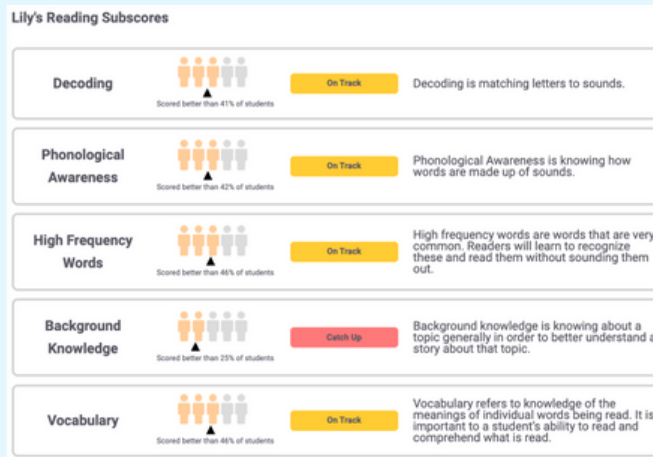 Lily's Reading Subscores
Decoding
Scored better than 41% of students
On Track
Decoding is matching letters to sounds.
Phonological
Awareness
Scored better than 42% of students
On Track
Phonological Awareness is knowing how
words are made up of sounds.
High Frequency
Words
Scored better than 46% of students
On Track
High frequency words are words that are very
common. Readers will learn to recognize
these and read them without sounding them
out.
Background
Knowledge
Scored better than 25% of students
Catch Up
Background knowledge is knowing about a
topic generally in order to better understand a
story about that topic.
Vocabulary
Scored better than 46% of students
On Track
Vocabulary refers to knowledge of the
meanings of individual words being read. It is
important to a student's ability to read and
comprehend what is read.